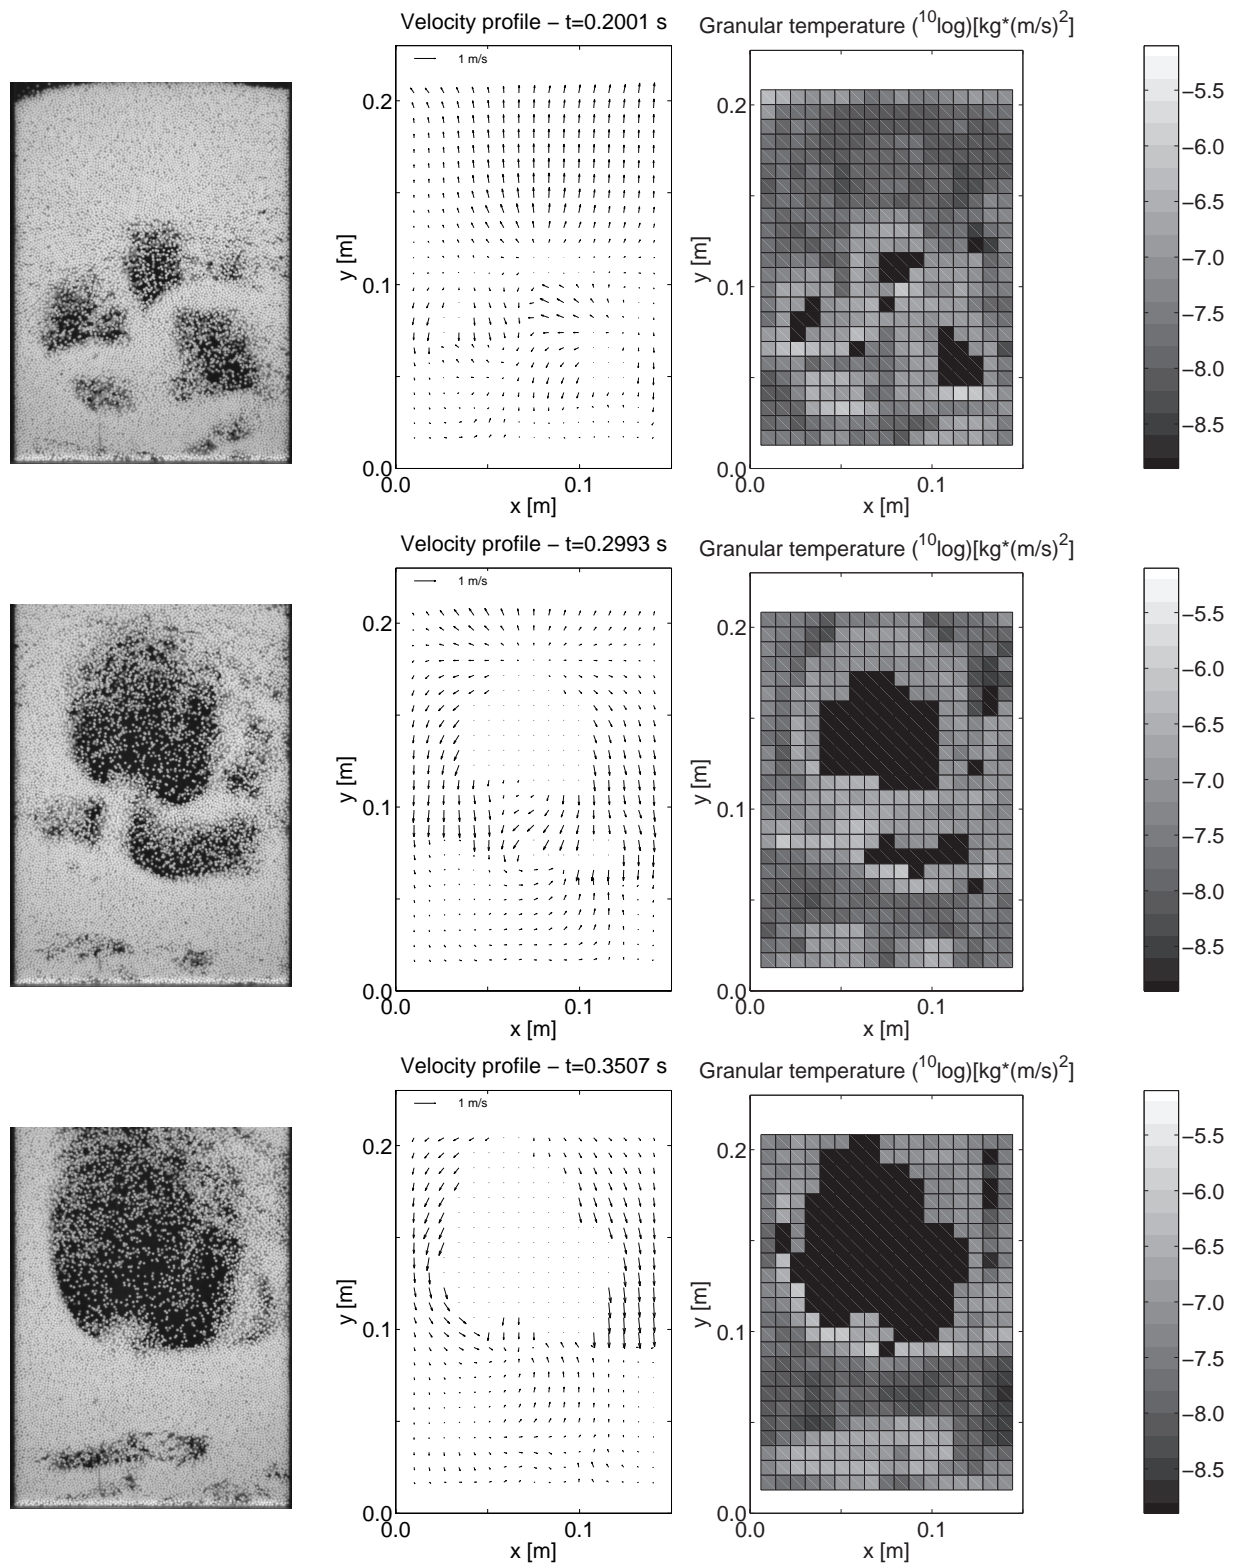 Velocity profile – t=0.2001 s
Granular temperature (10log)[kg*(m/s)2]
1 m/s
0.2
0.1
0.0
y [m]
0.0
0.1
x [m]
0.2
0.1
0.0
y [m]
0.0
0.1
x [m]
–5.5
–6.0
–6.5
–7.0
–7.5
–8.0
–8.5
Velocity profile – t=0.2993 s
Granular temperature (10log)[kg*(m/s)2]
1 m/s
0.2
0.1
0.0
y [m]
0.0
0.1
x [m]
0.2
0.1
0.0
y [m]
0.0
0.1
x [m]
–5.5
–6.0
–6.5
–7.0
–7.5
–8.0
–8.5
Velocity profile – t=0.3507 s
Granular temperature (10log)[kg*(m/s)2]
1 m/s
0.2
0.1
0.0
y [m]
0.0
0.1
x [m]
0.2
0.1
0.0
y [m]
0.0
0.1
x [m]
–5.5
–6.0
–6.5
–7.0
–7.5
–8.0
–8.5